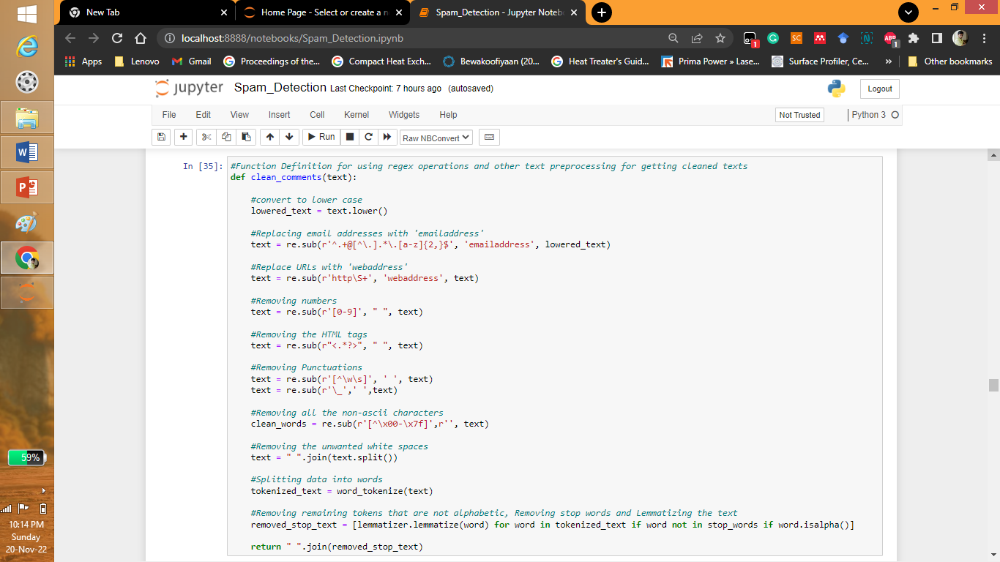 New Tab
Home Page - Select or create a n
Spam_Detection - Jupyter Noteb
localhost:8888/notebooks/Spam_Detection.ipynb
Apps Lenovo Gmail Proceedings of the... Compact Heat Exch... Bewakoofiyaan (20... Heat Treater's Guid... Prima Power » Lase... Surface Profiler, Ce... » Other bookmarks
jupyter Spam_Detection Last Checkpoint: 7 hours ago (autosaved)
Logout
File Edit View Insert Cell Kernel Widgets Help
Not Trusted
Python 3
Run
Raw NBConvert
In [35]:
#Function Definition for using regex operations and other text preprocessing for getting cleaned texts
def clean_comments(text):
#convert to lower case
lowered_text = text.lower()
#Replacing email addresses with 'emailaddress'
text = re.sub(r'^.+@[^\.].*\.[a-z]{2,}$', 'emailaddress', lowered_text)
#Replace URLs with 'webaddress'
text = re.sub(r'http\S+', 'webaddress', text)
#Removing numbers
text = re.sub(r'[0-9]', " ", text)
#Removing the HTML tags
text = re.sub(r"<.*?>", " ", text)
#Removing Punctuations
text = re.sub(r'[^\w\s]', ' ', text)
text = re.sub(r'\_',' ',text)
#Removing all the non-ascii characters
clean_words = re.sub(r'[^\x00-\x7f]',r'', text)
#Removing the unwanted white spaces
text = " ".join(text.split())
#Splitting data into words
tokenized_text = word_tokenize(text)
#Removing remaining tokens that are not alphabetic, Removing stop words and Lemmatizing the text
removed_stop_text = [lemmatizer.lemmatize(word) for word in tokenized_text if word not in stop_words if word.isalpha()]
return " ".join(removed_stop_text)
59%
10:14 PM
Sunday
20-Nov-22